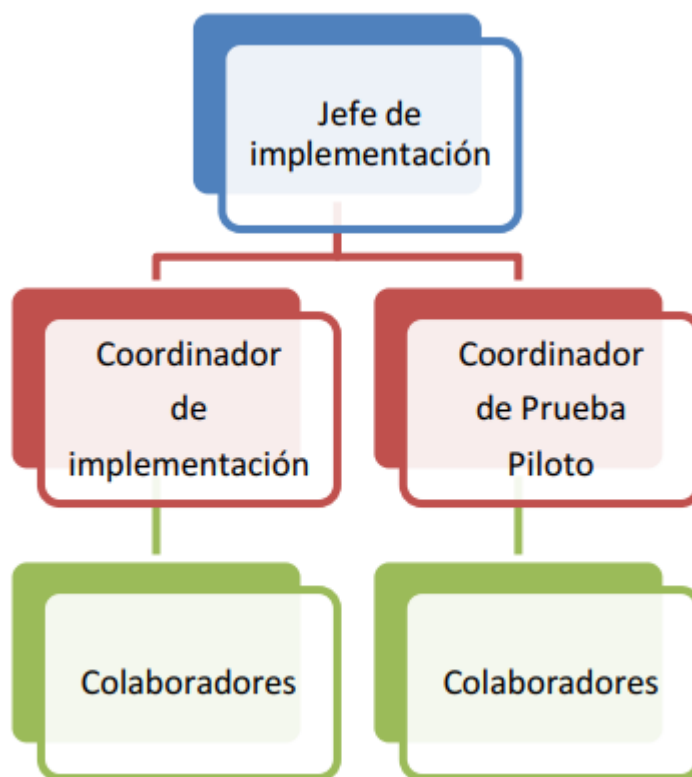 Jefe de
implementación
Coordinador
de
implementación
Coordinador
de Prueba
Piloto
Colaboradores
Colaboradores